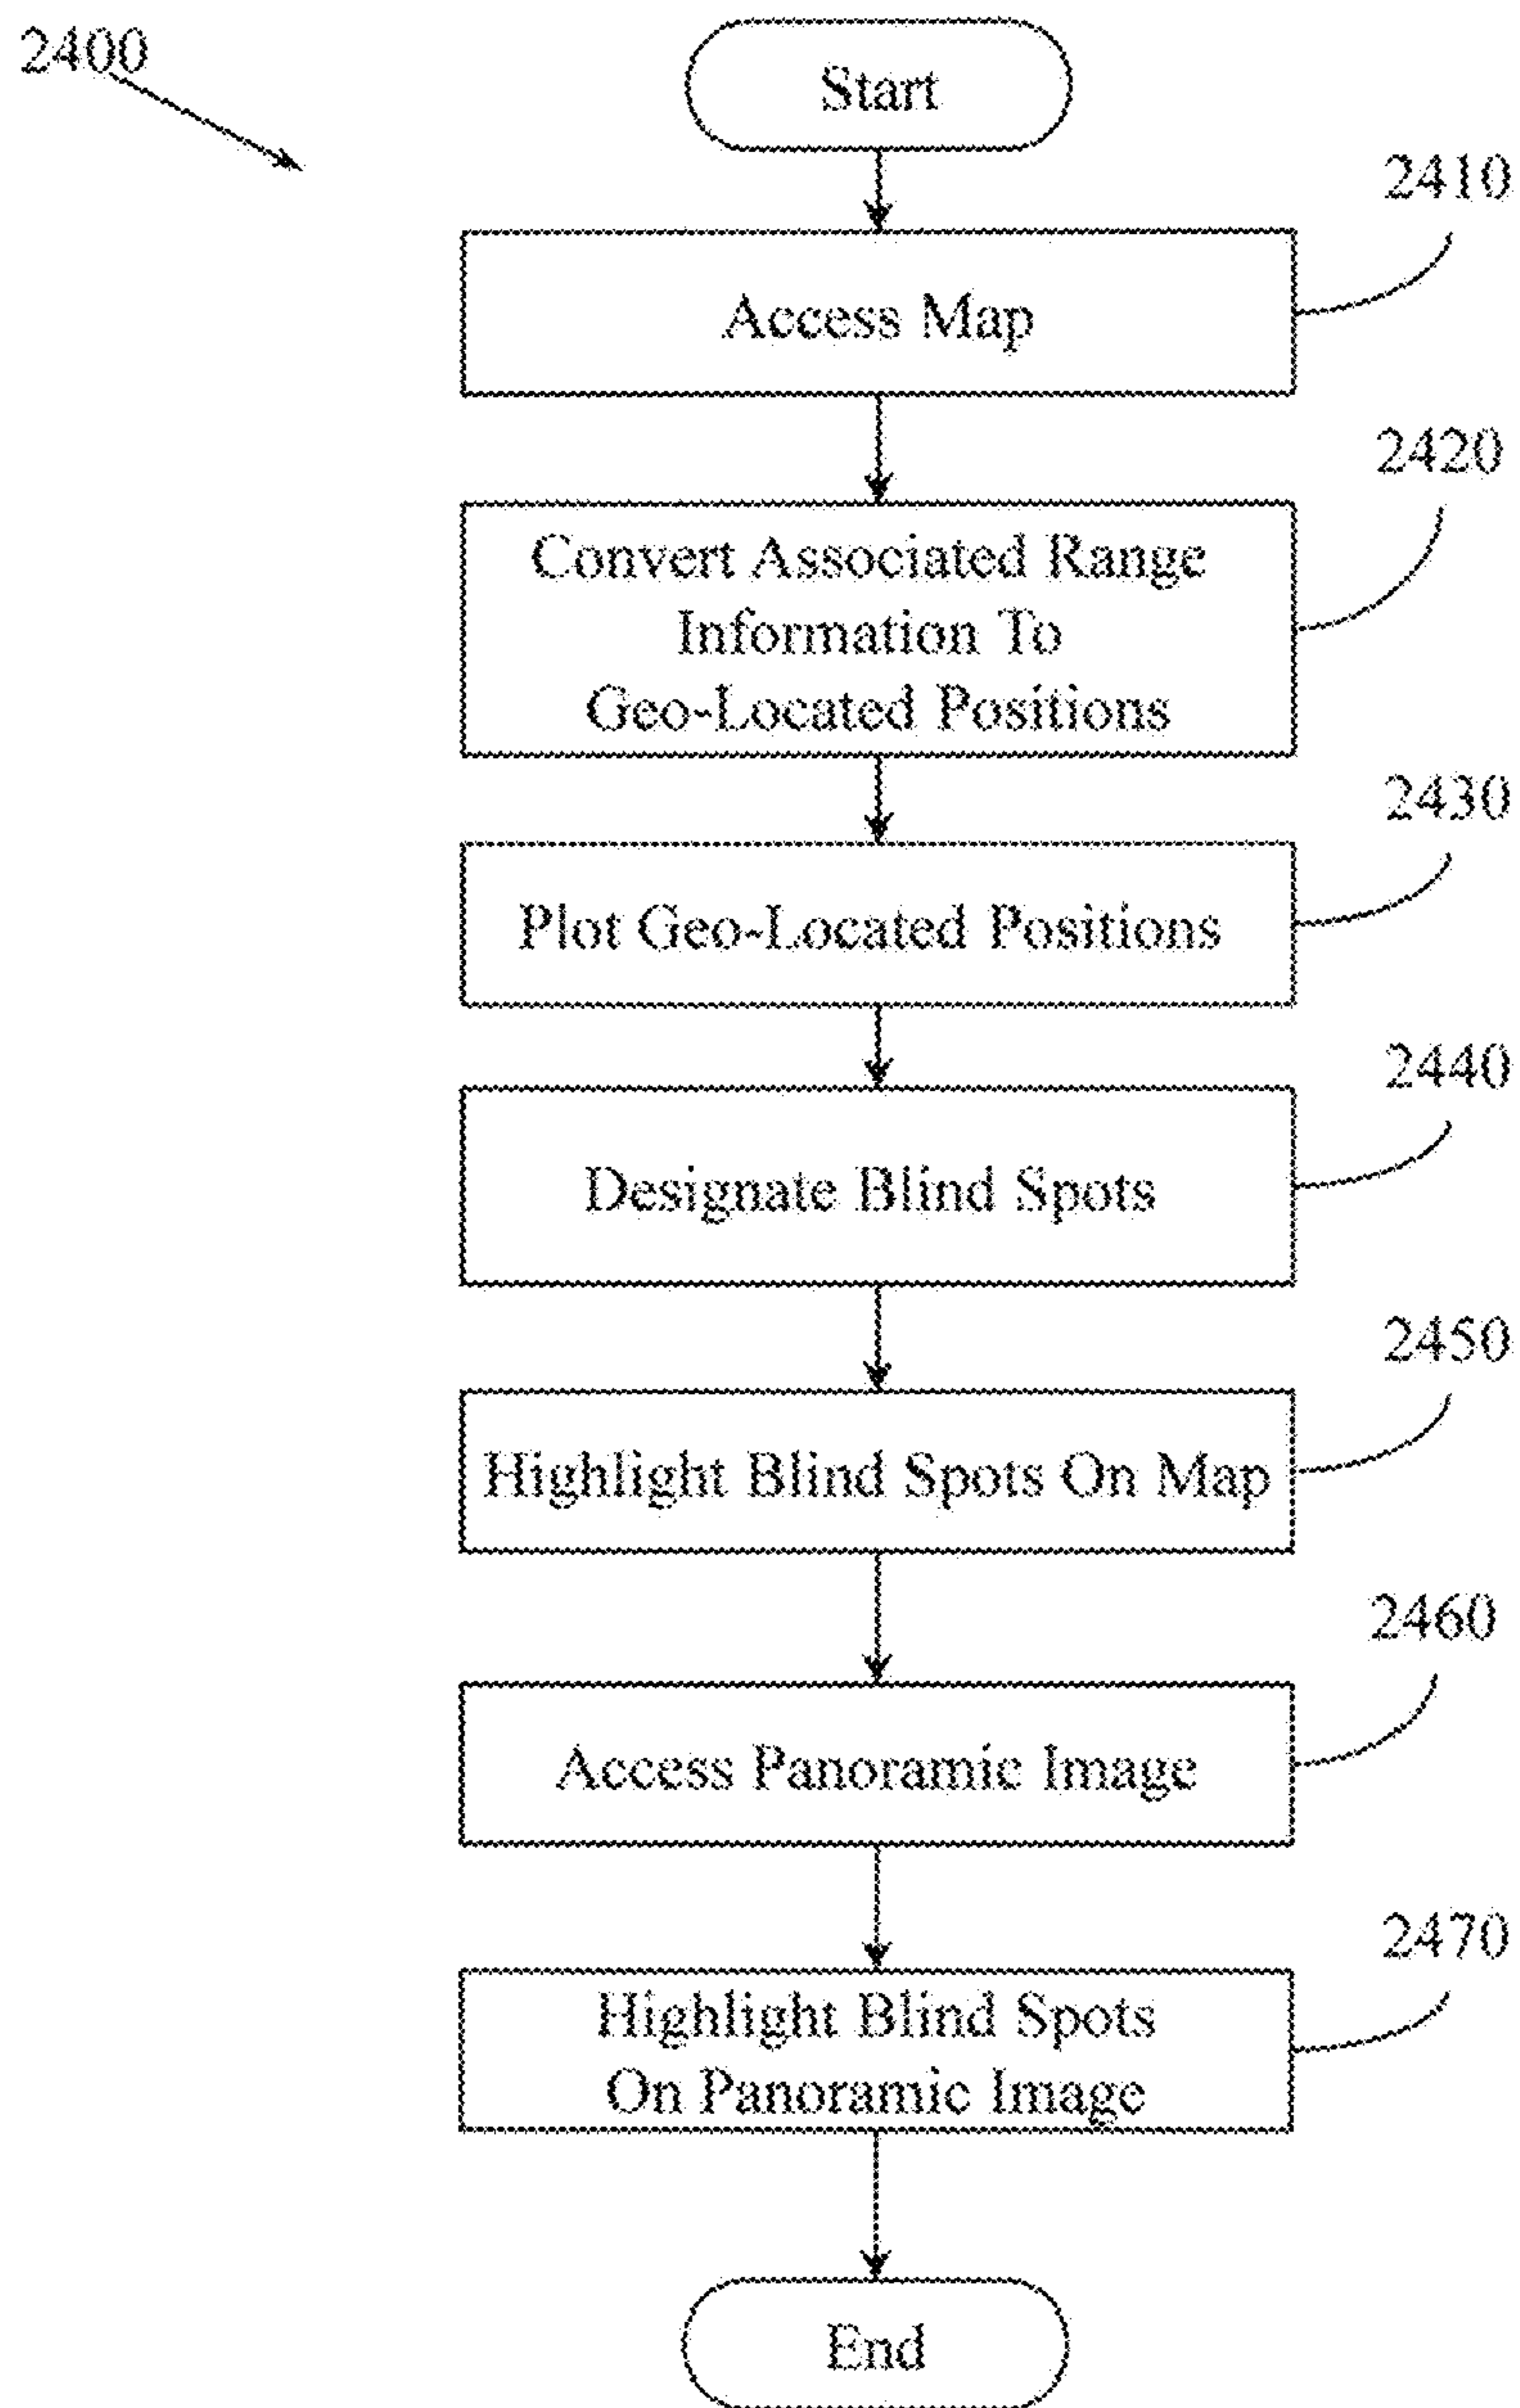 2400
Start
2410
Access Map
2420
Convert Associated Range
Information To
Geo-Located Positions
2430
Plot Geo-Located Positions
2440
Designate Blind Spots
2450
Highlight Blind Spots On Map
2460
Access Panoramic Image
2470
Highlight Blind Spots
On Panoramic Image
End